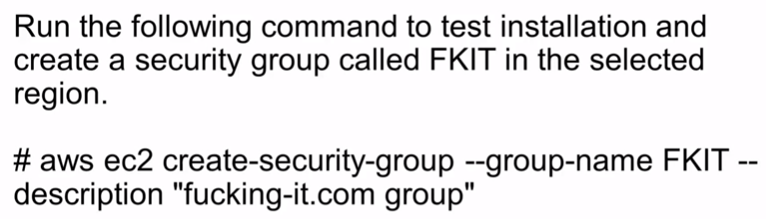 Run the following command to test installation and
create a security group called FKIT in the selected
region.
# aws ec2 create-security-group --group-name FKIT --
description "fucking-it.com group"